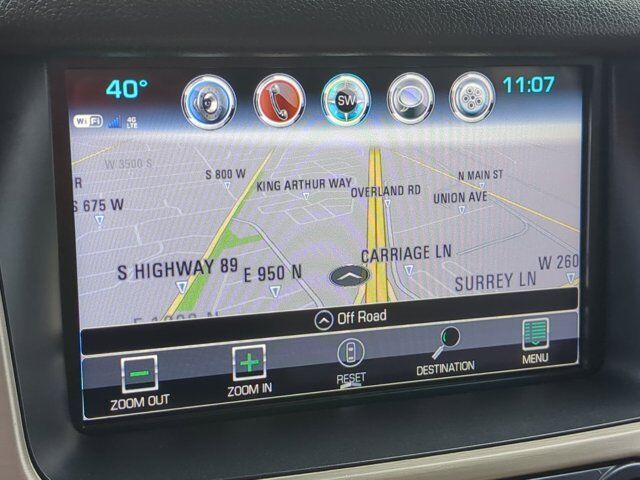 40°
SW
11:07
WiFi
4G
LTE
W 3500 S
S 800 W
N MAIN ST
R
KING ARTHUR WAY
OVERLAND RD
UNION AVE
S 675 W
CARRIAGE LN
W 260
S HIGHWAY 89
E 950 N
SURREY LN
Off Road
ZOOM OUT
ZOOM IN
RESET
DESTINATION
MENU